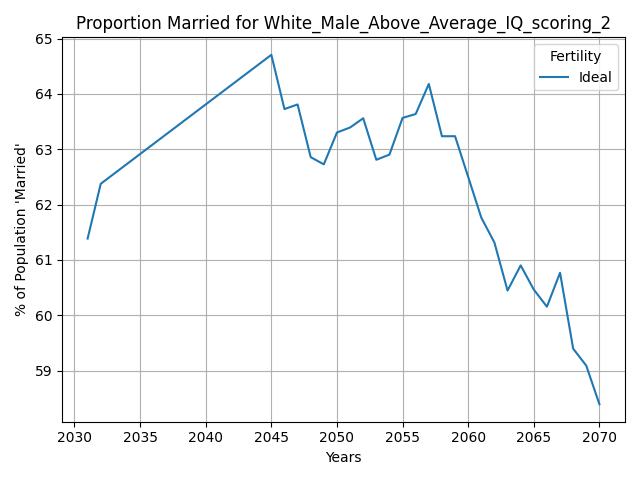 Proportion Married for White_Male_Above_Average_IQ_scoring_2
65
64
63
62
61
60
59
% of Population 'Married'
Fertility
Ideal
2030 2035 2040 2045 2050 2055 2060 2065 2070
Years